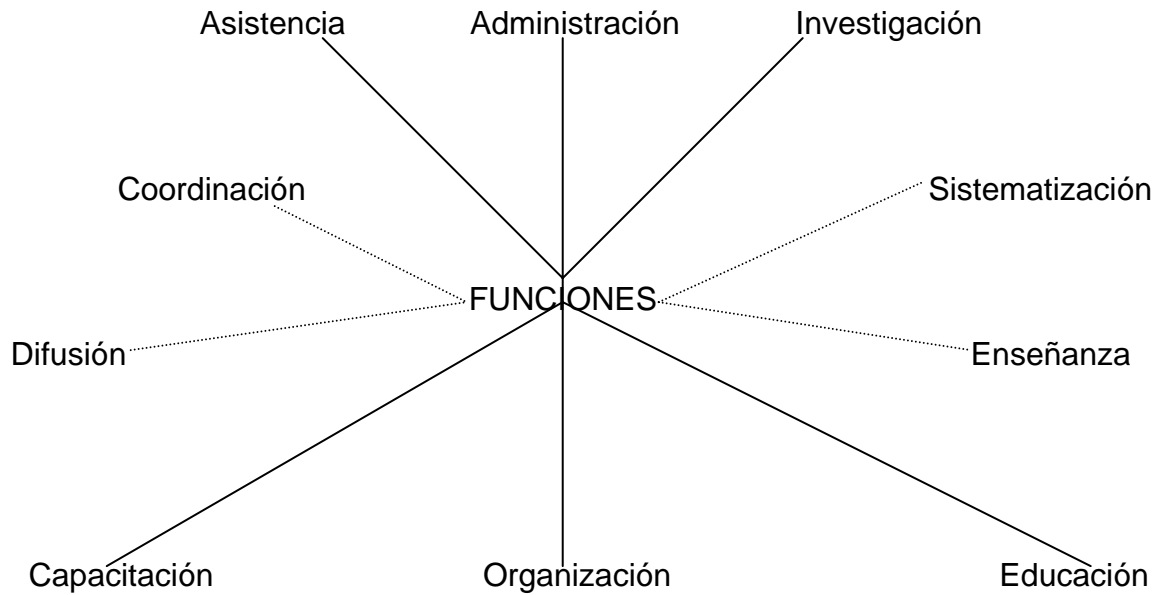 Asistencia Administración Investigación
Coordinación Sistematización
FUNCIONES
Difusión Enseñanza
Capacitación Organización Educación